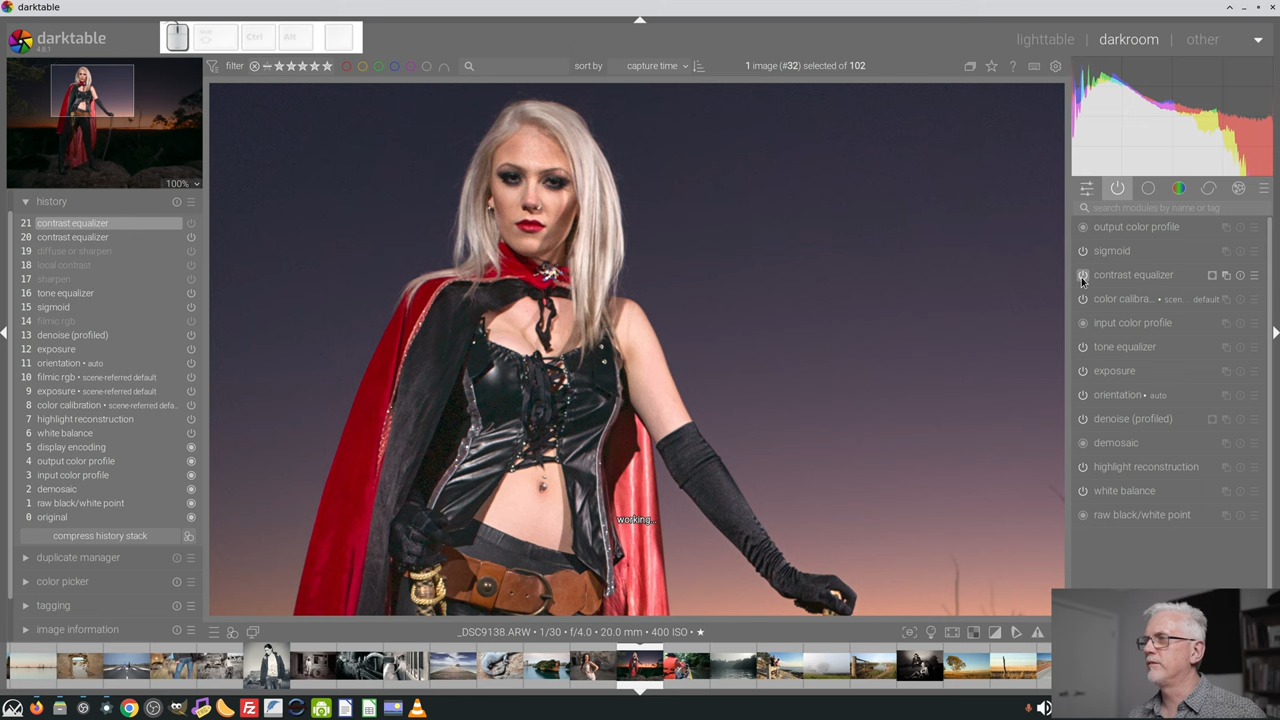 darktable
darktable
4.8.1
Ctrl
Alt
lighttable | darkroom | other
filter
sort by
capture time
1 image (#32) selected of 102
100%
history
21 contrast equalizer
20 contrast equalizer
19 diffuse or sharpen
18 local contrast
17 sharpen
16 tone equalizer
15 sigmoid
14 filmic rgb
13 denoise (profiled)
12 exposure
11 orientation • auto
10 filmic rgb • scene-referred default
9 exposure • scene-referred default
8 color calibration • scene-referred defa...
7 highlight reconstruction
6 white balance
5 display encoding
4 output color profile
3 input color profile
2 demosaic
1 raw black/white point
0 original
compress history stack
duplicate manager
color picker
tagging
image information
working...
search modules by name or tag
output color profile
sigmoid
contrast equalizer
color calibra... • scen... default
input color profile
tone equalizer
exposure
orientation • auto
denoise (profiled)
demosaic
highlight reconstruction
white balance
raw black/white point
_DSC9138.ARW • 1/30 • f/4.0 • 20.0 mm • 400 ISO • ★